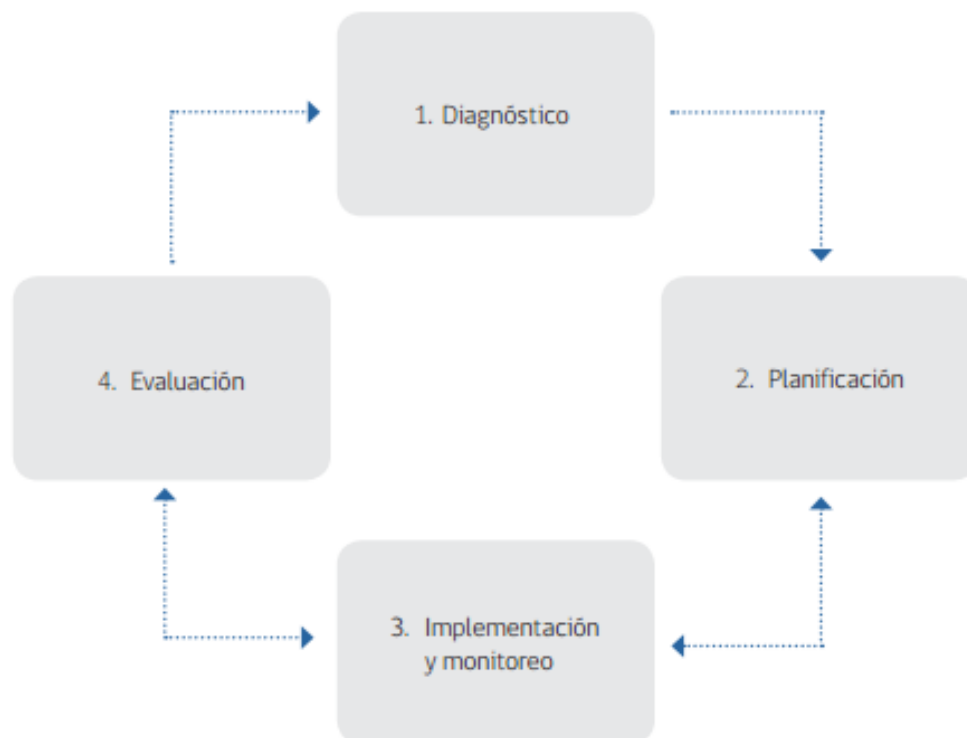 1. Diagnóstico
2. Planificación
3. Implementación
y monitoreo
4. Evaluación